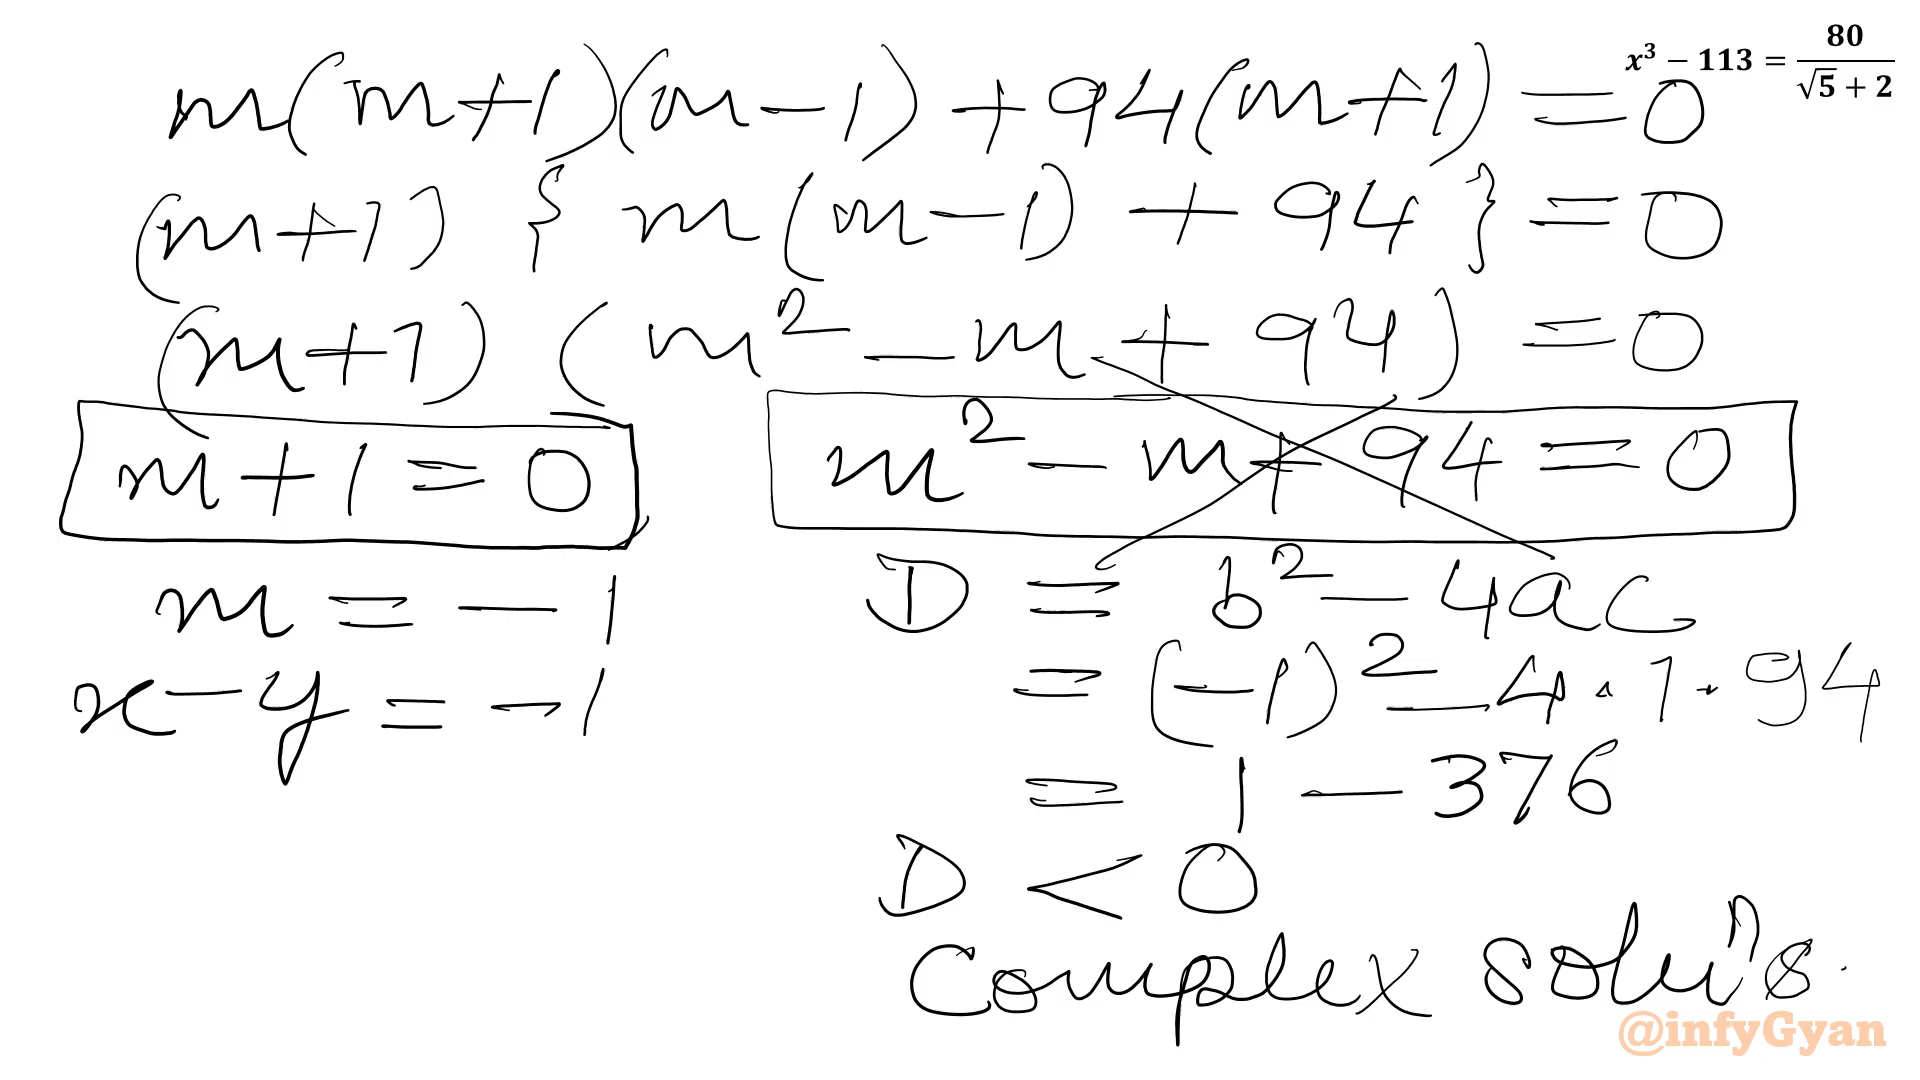 x³ − 113 = 80/(√5 + 2)
m(m+1)(m−1) + 94(m+1) = 0
(m+1) { m(m−1) + 94 } = 0
(m+1) (m² − m + 94) = 0
m+1 = 0
m² − m + 94 = 0
m = −1
x − y = −1
D = b² − 4ac
= (−1)² − 4·1·94
= 1 − 376
D < 0
Complex solu^n s.
@infyGyan